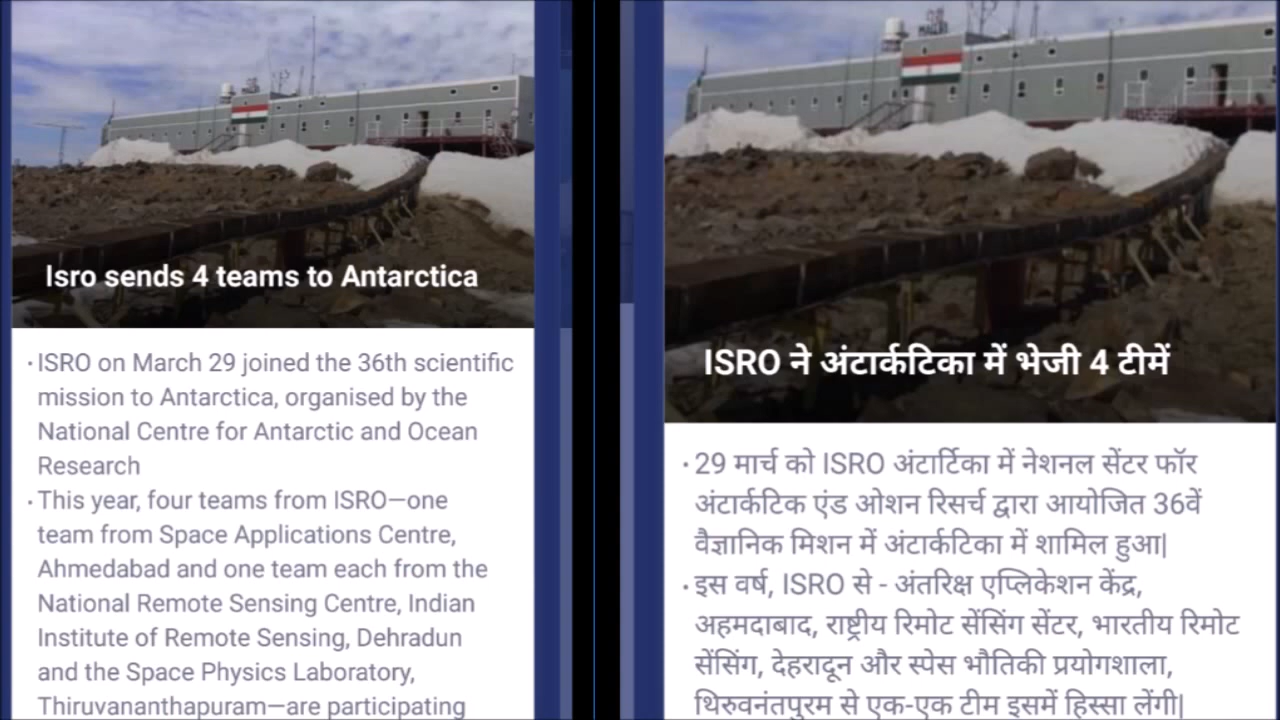 Isro sends 4 teams to Antarctica
·ISRO on March 29 joined the 36th scientific
mission to Antarctica, organised by the
National Centre for Antarctic and Ocean
Research
·This year, four teams from ISRO—one
team from Space Applications Centre,
Ahmedabad and one team each from the
National Remote Sensing Centre, Indian
Institute of Remote Sensing, Dehradun
and the Space Physics Laboratory,
Thiruvananthapuram—are participating
ISRO ने अंटार्कटिका में भेजी 4 टीमें
·29 मार्च को ISRO अंटार्टिका में नेशनल सेंटर फॉर
अंटार्कटिक एंड ओशन रिसर्च द्वारा आयोजित 36वें
वैज्ञानिक मिशन में अंटार्कटिका में शामिल हुआ|
·इस वर्ष, ISRO से - अंतरिक्ष एप्लिकेशन केंद्र,
अहमदाबाद, राष्ट्रीय रिमोट सेंसिंग सेंटर, भारतीय रिमोट
सेंसिंग, देहरादून और स्पेस भौतिकी प्रयोगशाला,
थिरुवनंतपुरम से एक-एक टीम इसमें हिस्सा लेंगी|